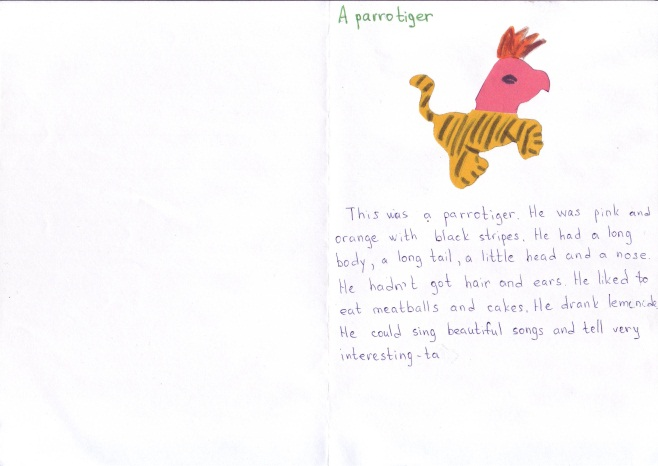 A parrotiger
This was a parrotiger. He was pink and
orange with black stripes. He had a long
body, a long tail, a little head and a nose.
He hadn't got hair and ears. He liked to
eat meatballs and cakes. He drank lemonade
He could sing beautiful songs and tell very
interesting-ta